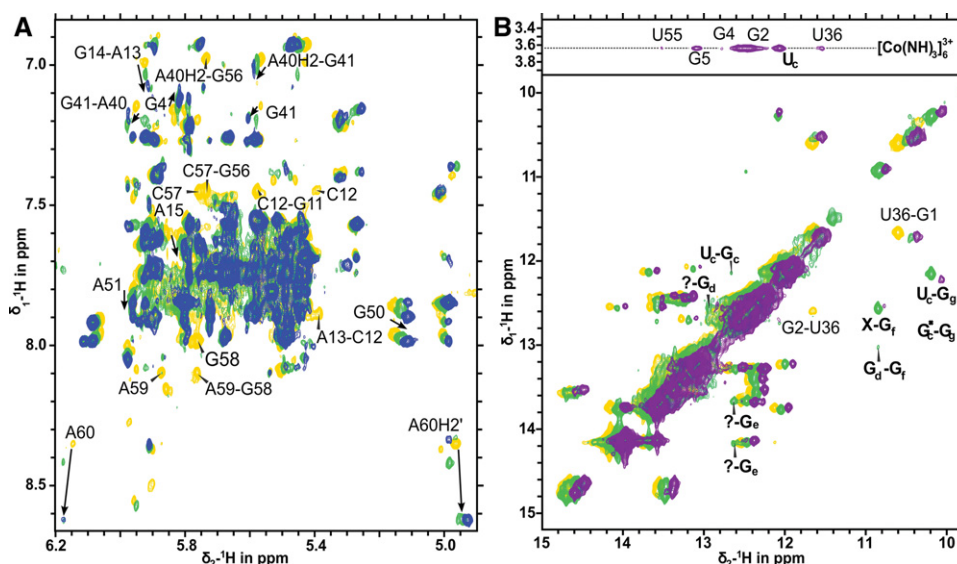 A
G14-A13
A40H2-G56
A40H2-G41
G41-A40
G41
G41
C57-G56
C57
C12-G11
C12
A15
A51
G50
G58
A13-C12
A59
A59-G58
A60
A60H2'
7.0
7.5
8.0
8.5
δ1-1H in ppm
6.2 5.8 5.4 5.0
δ2-1H in ppm
B
U55 G4 G2 U36
G5 Uc
[Co(NH)3]63+
3.6
3.8
U36-G1
Uc-Gc
?-Gd
Uc-Gg
G2-U36
X-Gf
Gc*-Gg
Gd-Gf
?-Ge
?-Ge
10
11
12
13
14
15
δ1-1H in ppm
15 14 13 12 11 10
δ2-1H in ppm